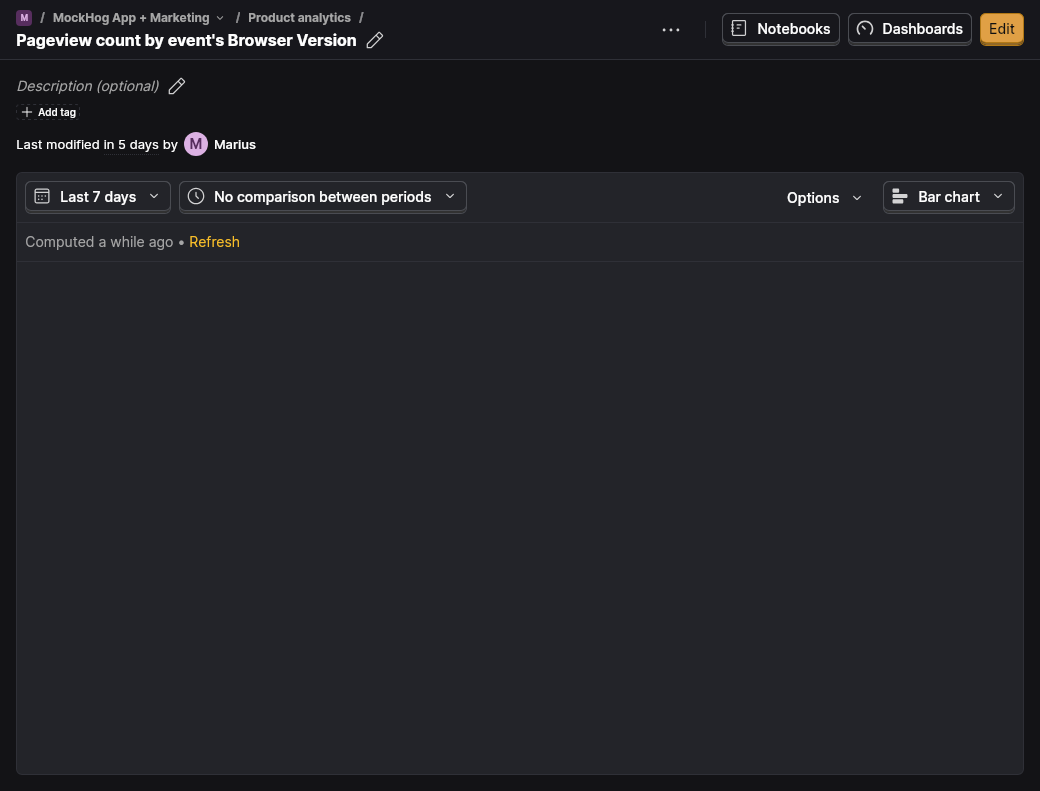 M / MockHog App + Marketing / Product analytics /
Pageview count by event's Browser Version
Notebooks
Dashboards
Edit
Description (optional)
Add tag
Last modified in 5 days by M Marius
Last 7 days
No comparison between periods
Options
Bar chart
Computed a while ago • Refresh